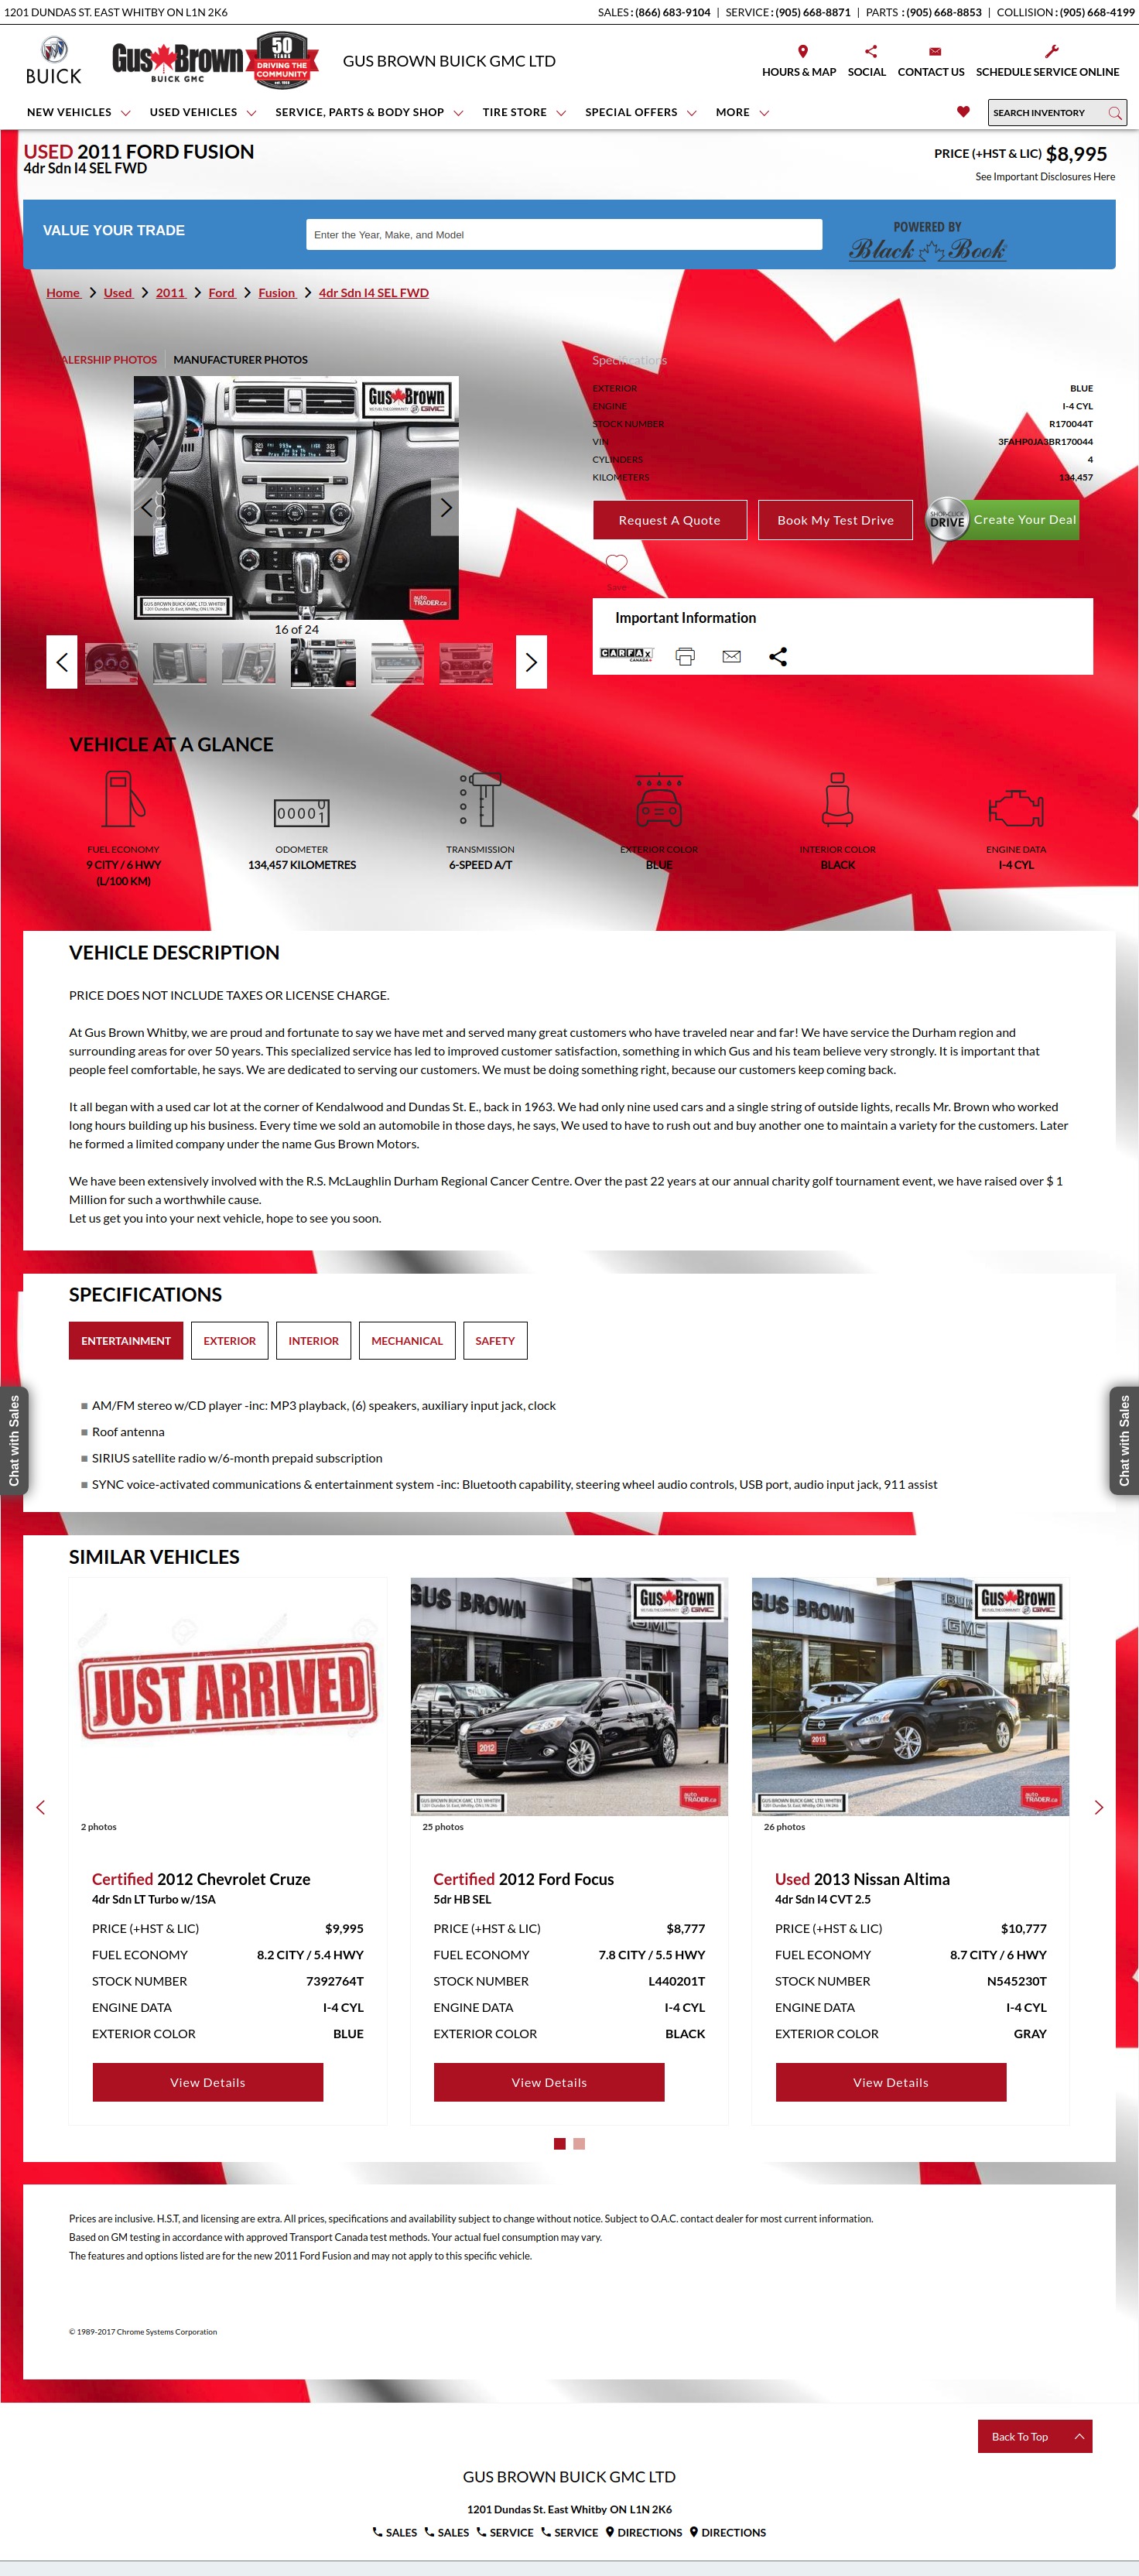 1201 DUNDAS ST. EAST WHITBY ON L1N 2K6
SALES : (866) 683-9104 | SERVICE : (905) 668-8871 | PARTS : (905) 668-8853 | COLLISION : (905) 668-4199
BUICK
Gus Brown
BUICK GMC
50 YEARS
DRIVING THE COMMUNITY
GUS BROWN BUICK GMC LTD
HOURS & MAP
SOCIAL
CONTACT US
SCHEDULE SERVICE ONLINE
NEW VEHICLES
USED VEHICLES
SERVICE, PARTS & BODY SHOP
TIRE STORE
SPECIAL OFFERS
MORE
SEARCH INVENTORY
USED 2011 FORD FUSION
4dr Sdn I4 SEL FWD
PRICE (+HST & LIC) $8,995
See Important Disclosures Here
VALUE YOUR TRADE
Enter the Year, Make, and Model
POWERED BY
Black Book
Home > Used > 2011 > Ford > Fusion > 4dr Sdn I4 SEL FWD
ALERSHIP PHOTOS
MANUFACTURER PHOTOS
Gus Brown
GMC
GUS BROWN BUICK GMC LTD. WHITBY
autoTRADER.ca
16 of 24
Specifications
EXTERIOR BLUE
ENGINE I-4 CYL
STOCK NUMBER R170044T
VIN 3FAHP0JA3BR170044
CYLINDERS 4
KILOMETERS 134,457
Request A Quote
Book My Test Drive
SHOP·CLICK DRIVE
Create Your Deal
Save
Important Information
CARFAX CANADA
VEHICLE AT A GLANCE
FUEL ECONOMY
9 CITY / 6 HWY
(L/100 KM)
ODOMETER
134,457 KILOMETRES
TRANSMISSION
6-SPEED A/T
EXTERIOR COLOR
BLUE
INTERIOR COLOR
BLACK
ENGINE DATA
I-4 CYL
VEHICLE DESCRIPTION
PRICE DOES NOT INCLUDE TAXES OR LICENSE CHARGE.
At Gus Brown Whitby, we are proud and fortunate to say we have met and served many great customers who have traveled near and far! We have service the Durham region and
surrounding areas for over 50 years. This specialized service has led to improved customer satisfaction, something in which Gus and his team believe very strongly. It is important that
people feel comfortable, he says. We are dedicated to serving our customers. We must be doing something right, because our customers keep coming back.
It all began with a used car lot at the corner of Kendalwood and Dundas St. E., back in 1963. We had only nine used cars and a single string of outside lights, recalls Mr. Brown who worked
long hours building up his business. Every time we sold an automobile in those days, he says, We used to have to rush out and buy another one to maintain a variety for the customers. Later
he formed a limited company under the name Gus Brown Motors.
We have been extensively involved with the R.S. McLaughlin Durham Regional Cancer Centre. Over the past 22 years at our annual charity golf tournament event, we have raised over $ 1
Million for such a worthwhile cause.
Let us get you into your next vehicle, hope to see you soon.
SPECIFICATIONS
ENTERTAINMENT
EXTERIOR
INTERIOR
MECHANICAL
SAFETY
AM/FM stereo w/CD player -inc: MP3 playback, (6) speakers, auxiliary input jack, clock
Roof antenna
SIRIUS satellite radio w/6-month prepaid subscription
SYNC voice-activated communications & entertainment system -inc: Bluetooth capability, steering wheel audio controls, USB port, audio input jack, 911 assist
Chat with Sales
Chat with Sales
SIMILAR VEHICLES
JUST ARRIVED
2 photos
Certified 2012 Chevrolet Cruze
4dr Sdn LT Turbo w/1SA
PRICE (+HST & LIC) $9,995
FUEL ECONOMY 8.2 CITY / 5.4 HWY
STOCK NUMBER 7392764T
ENGINE DATA I-4 CYL
EXTERIOR COLOR BLUE
View Details
GUS BROWN
Gus Brown
GMC
2012
autoTRADER.ca
25 photos
Certified 2012 Ford Focus
5dr HB SEL
PRICE (+HST & LIC) $8,777
FUEL ECONOMY 7.8 CITY / 5.5 HWY
STOCK NUMBER L440201T
ENGINE DATA I-4 CYL
EXTERIOR COLOR BLACK
View Details
GUS BROWN
Gus Brown
GMC
2013
autoTRADER.ca
26 photos
Used 2013 Nissan Altima
4dr Sdn I4 CVT 2.5
PRICE (+HST & LIC) $10,777
FUEL ECONOMY 8.7 CITY / 6 HWY
STOCK NUMBER N545230T
ENGINE DATA I-4 CYL
EXTERIOR COLOR GRAY
View Details
Prices are inclusive. H.S.T, and licensing are extra. All prices, specifications and availability subject to change without notice. Subject to O.A.C. contact dealer for most current information.
Based on GM testing in accordance with approved Transport Canada test methods. Your actual fuel consumption may vary.
The features and options listed are for the new 2011 Ford Fusion and may not apply to this specific vehicle.
© 1989-2017 Chrome Systems Corporation
Back To Top
GUS BROWN BUICK GMC LTD
1201 Dundas St. East Whitby ON L1N 2K6
SALES SALES SERVICE SERVICE DIRECTIONS DIRECTIONS